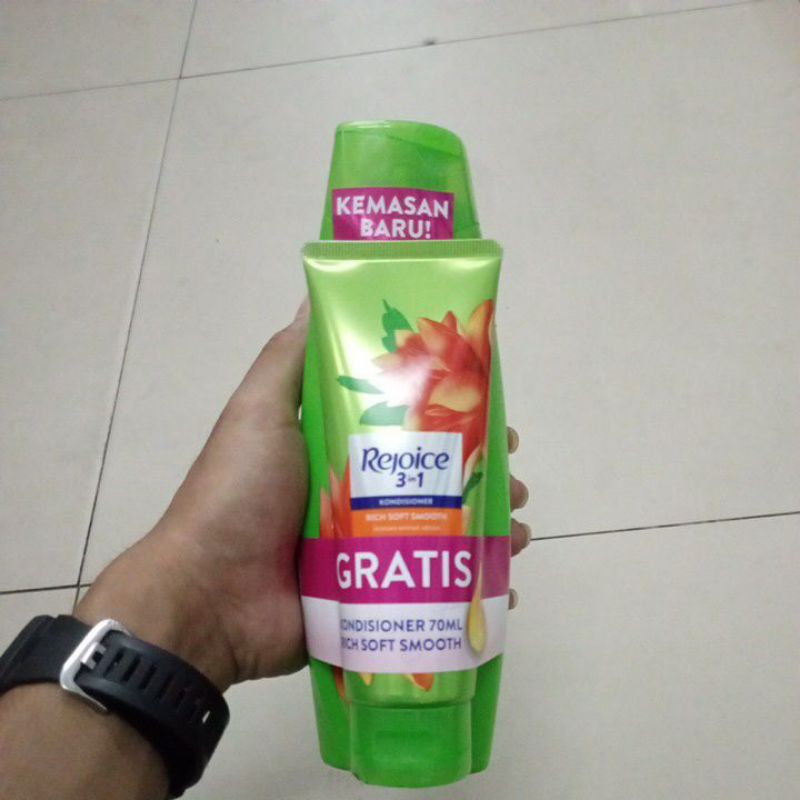 KEMASAN
BARU!
Rejoice
3in1
KONDISIONER
RICH SOFT SMOOTH
GRATIS
KONDISIONER 70ML
RICH SOFT SMOOTH